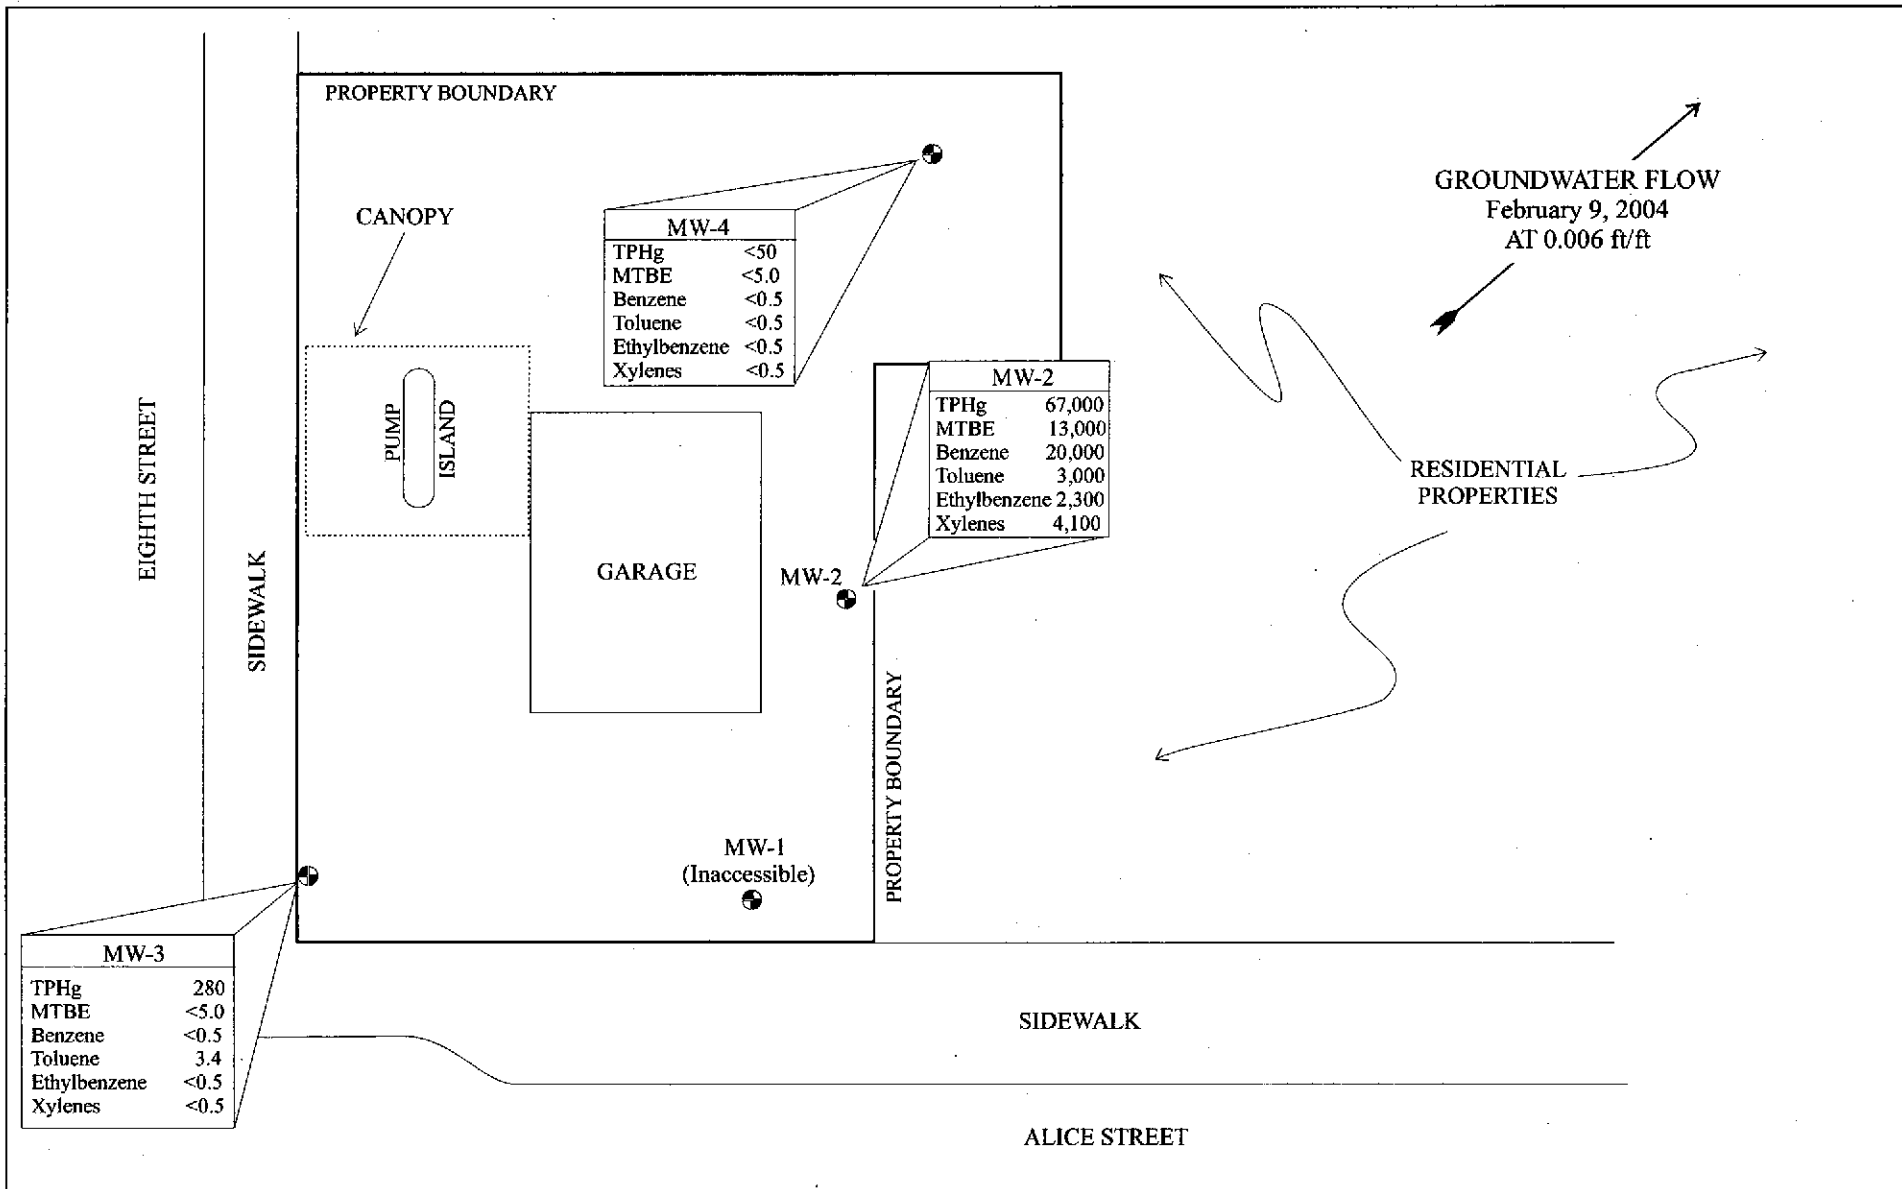 PROPERTY BOUNDARY
GROUNDWATER FLOW
February 9, 2004
AT 0.006 ft/ft
CANOPY
MW-4
TPHg <50
MTBE <5.0
Benzene <0.5
Toluene <0.5
Ethylbenzene <0.5
Xylenes <0.5
MW-2
TPHg 67,000
MTBE 13,000
Benzene 20,000
Toluene 3,000
Ethylbenzene 2,300
Xylenes 4,100
EIGHTH STREET
SIDEWALK
PUMP
ISLAND
GARAGE
MW-2
RESIDENTIAL
PROPERTIES
PROPERTY BOUNDARY
MW-1
(Inaccessible)
MW-3
TPHg 280
MTBE <5.0
Benzene <0.5
Toluene 3.4
Ethylbenzene <0.5
Xylenes <0.5
SIDEWALK
ALICE STREET